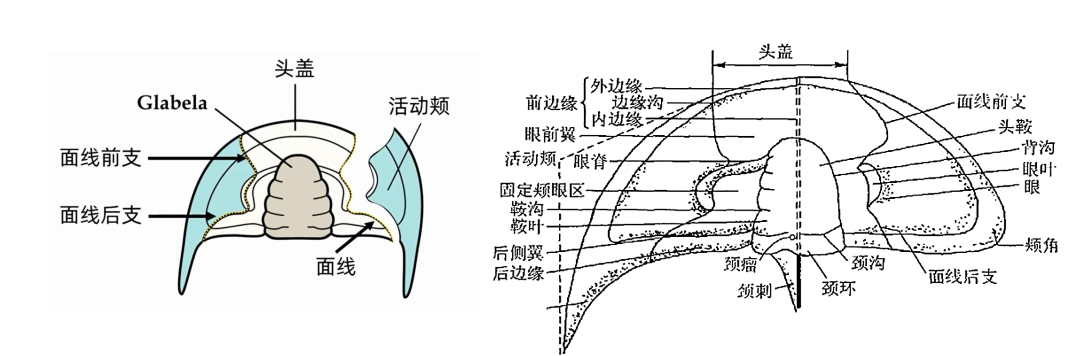 头盖
Glabela
活动颊
面线前支
面线后支
面线
头盖
外边缘
前边缘
边缘沟
内边缘
眼前翼
活动颊
眼脊
固定颊眼区
鞍沟
鞍叶
后侧翼
后边缘
颈瘤
颈刺
颈环
颈沟
面线后支
面线前支
头鞍
背沟
眼叶
眼
颊角